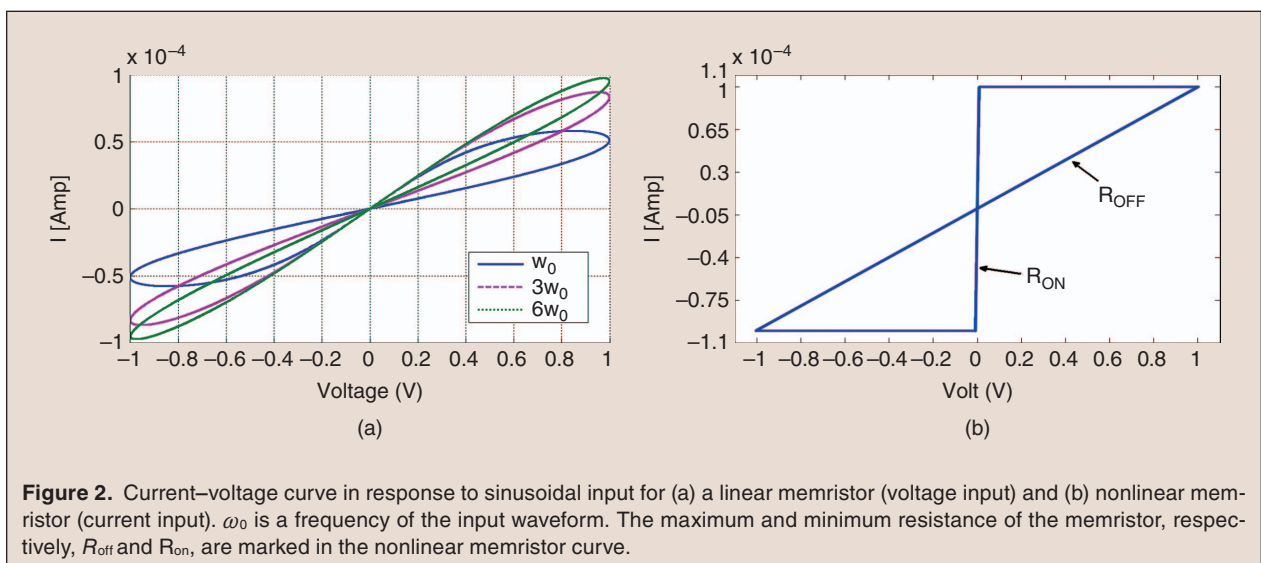 x 10⁻⁴
1
0.5
0
−0.5
−1
I [Amp]
−1 −0.8 −0.6 −0.4 −0.2 0 0.2 0.4 0.6 0.8 1
Voltage (V)
w₀
3w₀
6w₀
(a)
x 10⁻⁴
1.1
1
0.65
0.3
−0.05
−0.4
−0.75
−1.1
I [Amp]
R_OFF
R_ON
−1 −0.8 −0.6 −0.4 −0.2 0 0.2 0.4 0.6 0.8 1
Volt (V)
(b)
Figure 2. Current–voltage curve in response to sinusoidal input for (a) a linear memristor (voltage input) and (b) nonlinear mem-
ristor (current input). ω₀ is a frequency of the input waveform. The maximum and minimum resistance of the memristor, respec-
tively, R_off and R_on, are marked in the nonlinear memristor curve.